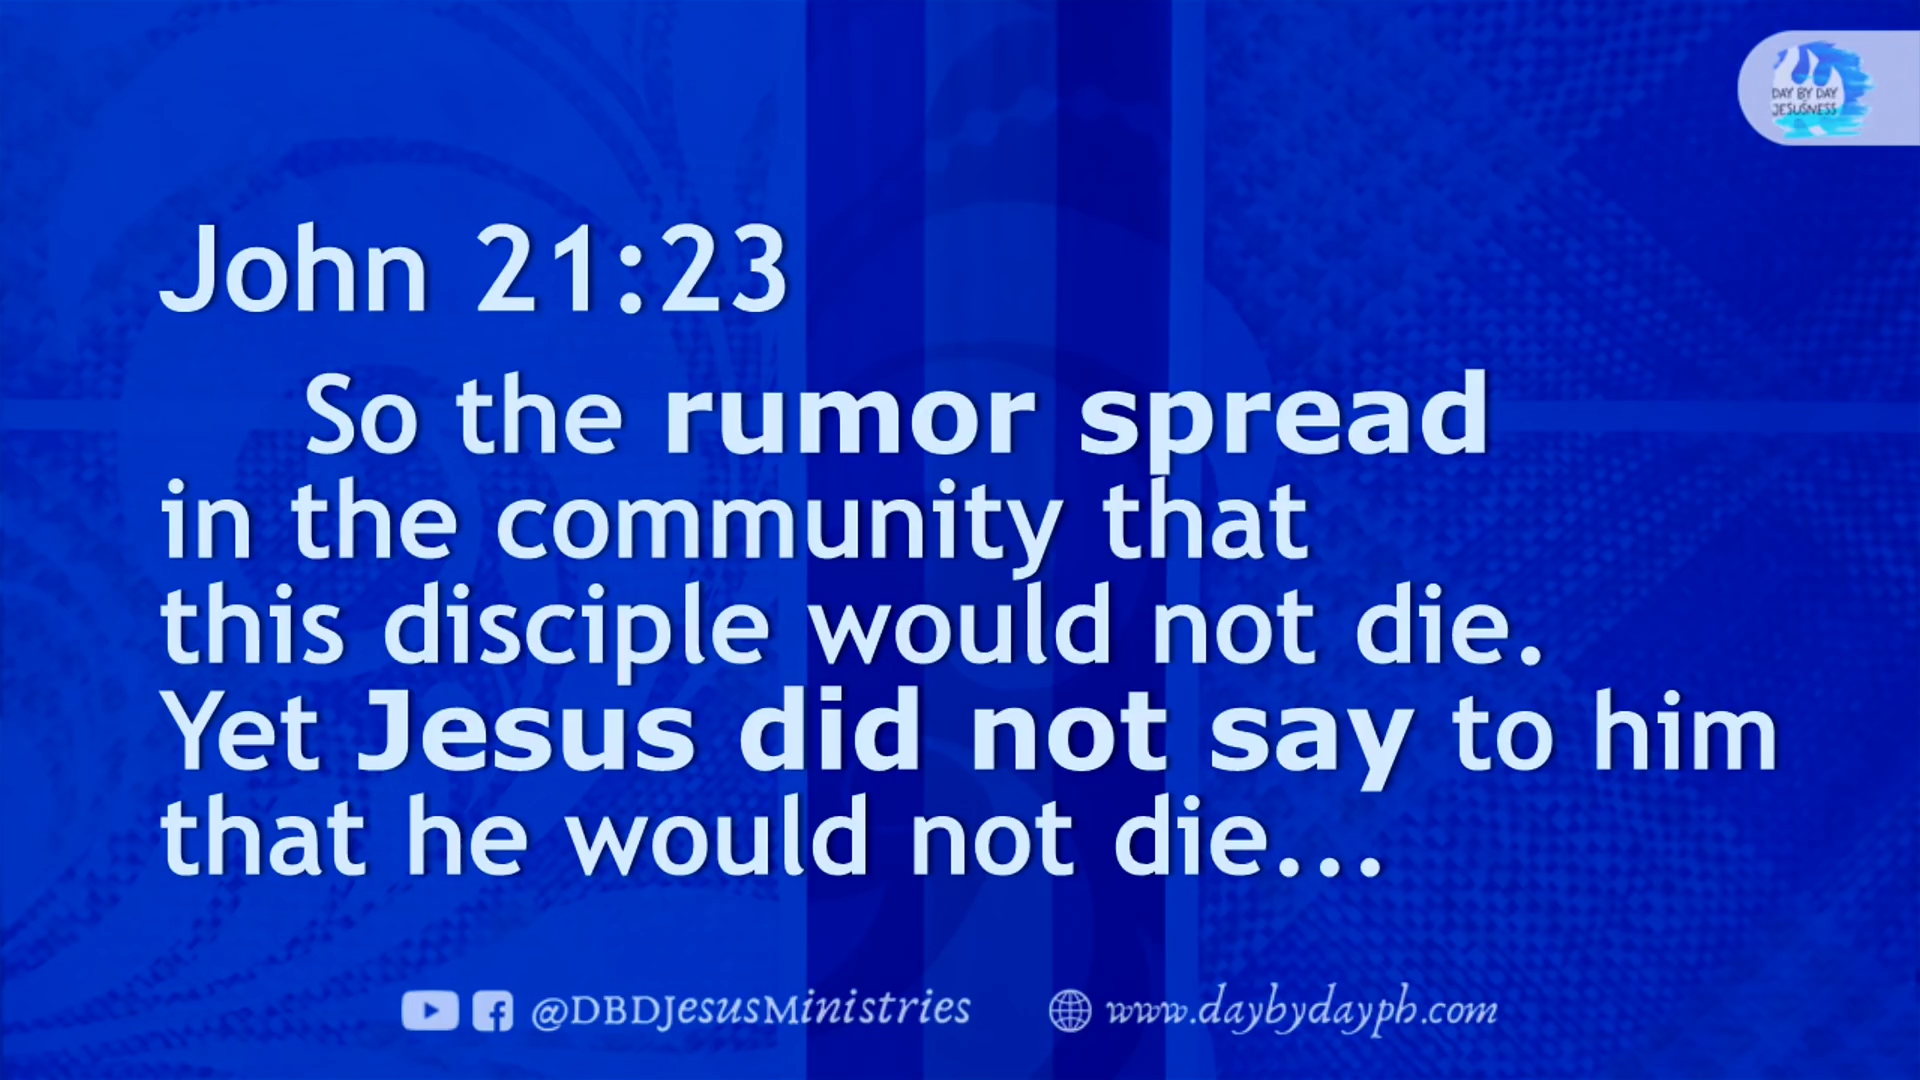 DAY BY DAY
JESUSNESS
John 21:23
So the rumor spread
in the community that
this disciple would not die.
Yet Jesus did not say to him
that he would not die...
@DBDJesusMinistries www.daybydayph.com